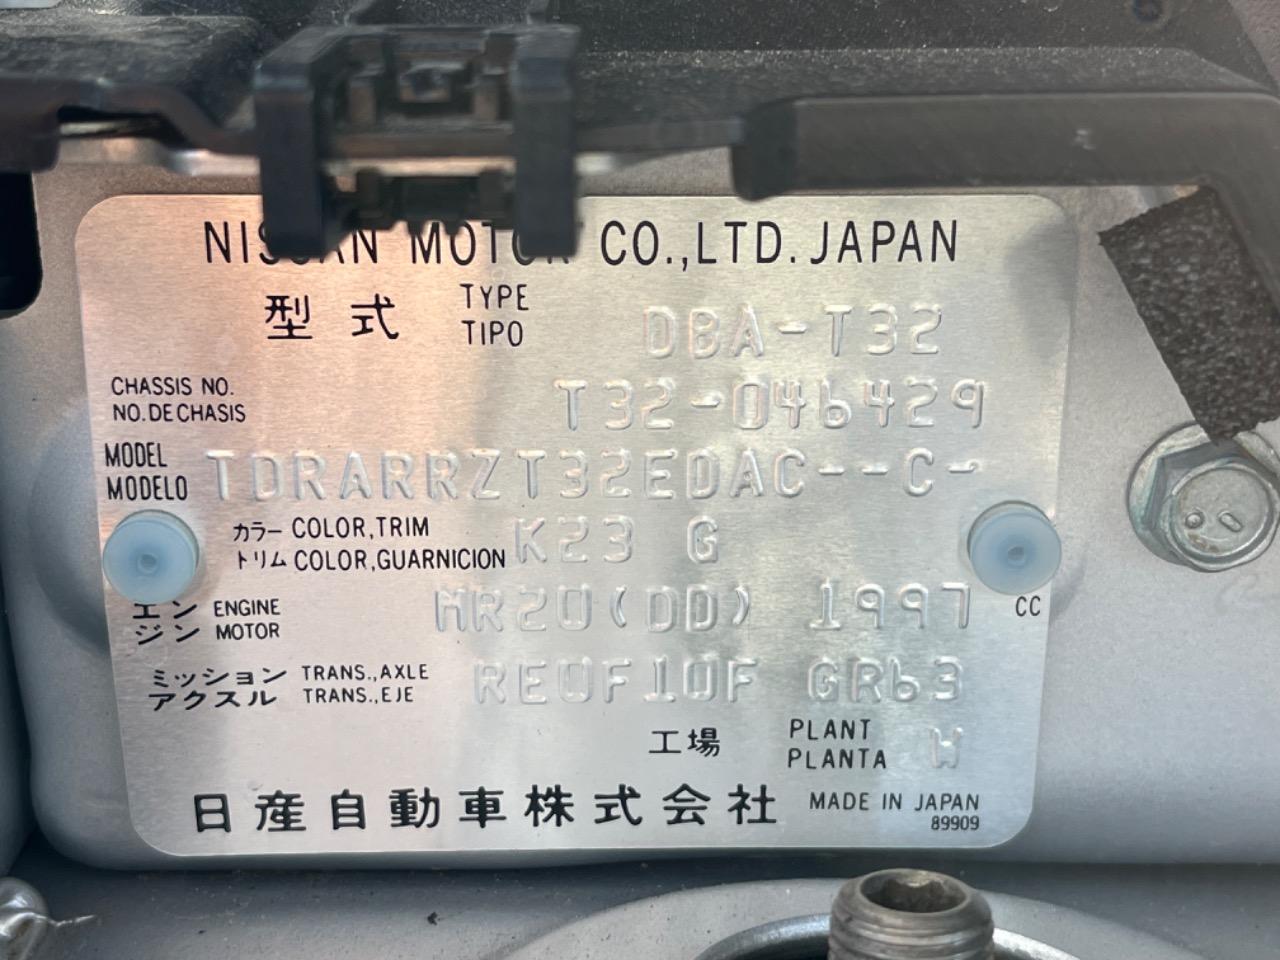 NISSAN MOTOR CO.,LTD. JAPAN
型式 TYPE TIPO DBA-T32
CHASSIS NO.
NO. DE CHASIS T32-046429
MODEL
MODELO TDRARRZT32EDAC--C-
カラー COLOR,TRIM K23 G
トリム COLOR,GUARNICION
エン ENGINE MR20(DD) 1997 CC
ジン MOTOR
ミッション TRANS.,AXLE RE0F10F GR63
アクスル TRANS.,EJE
工場 PLANT PLANTA W
日産自動車株式会社 MADE IN JAPAN
89909